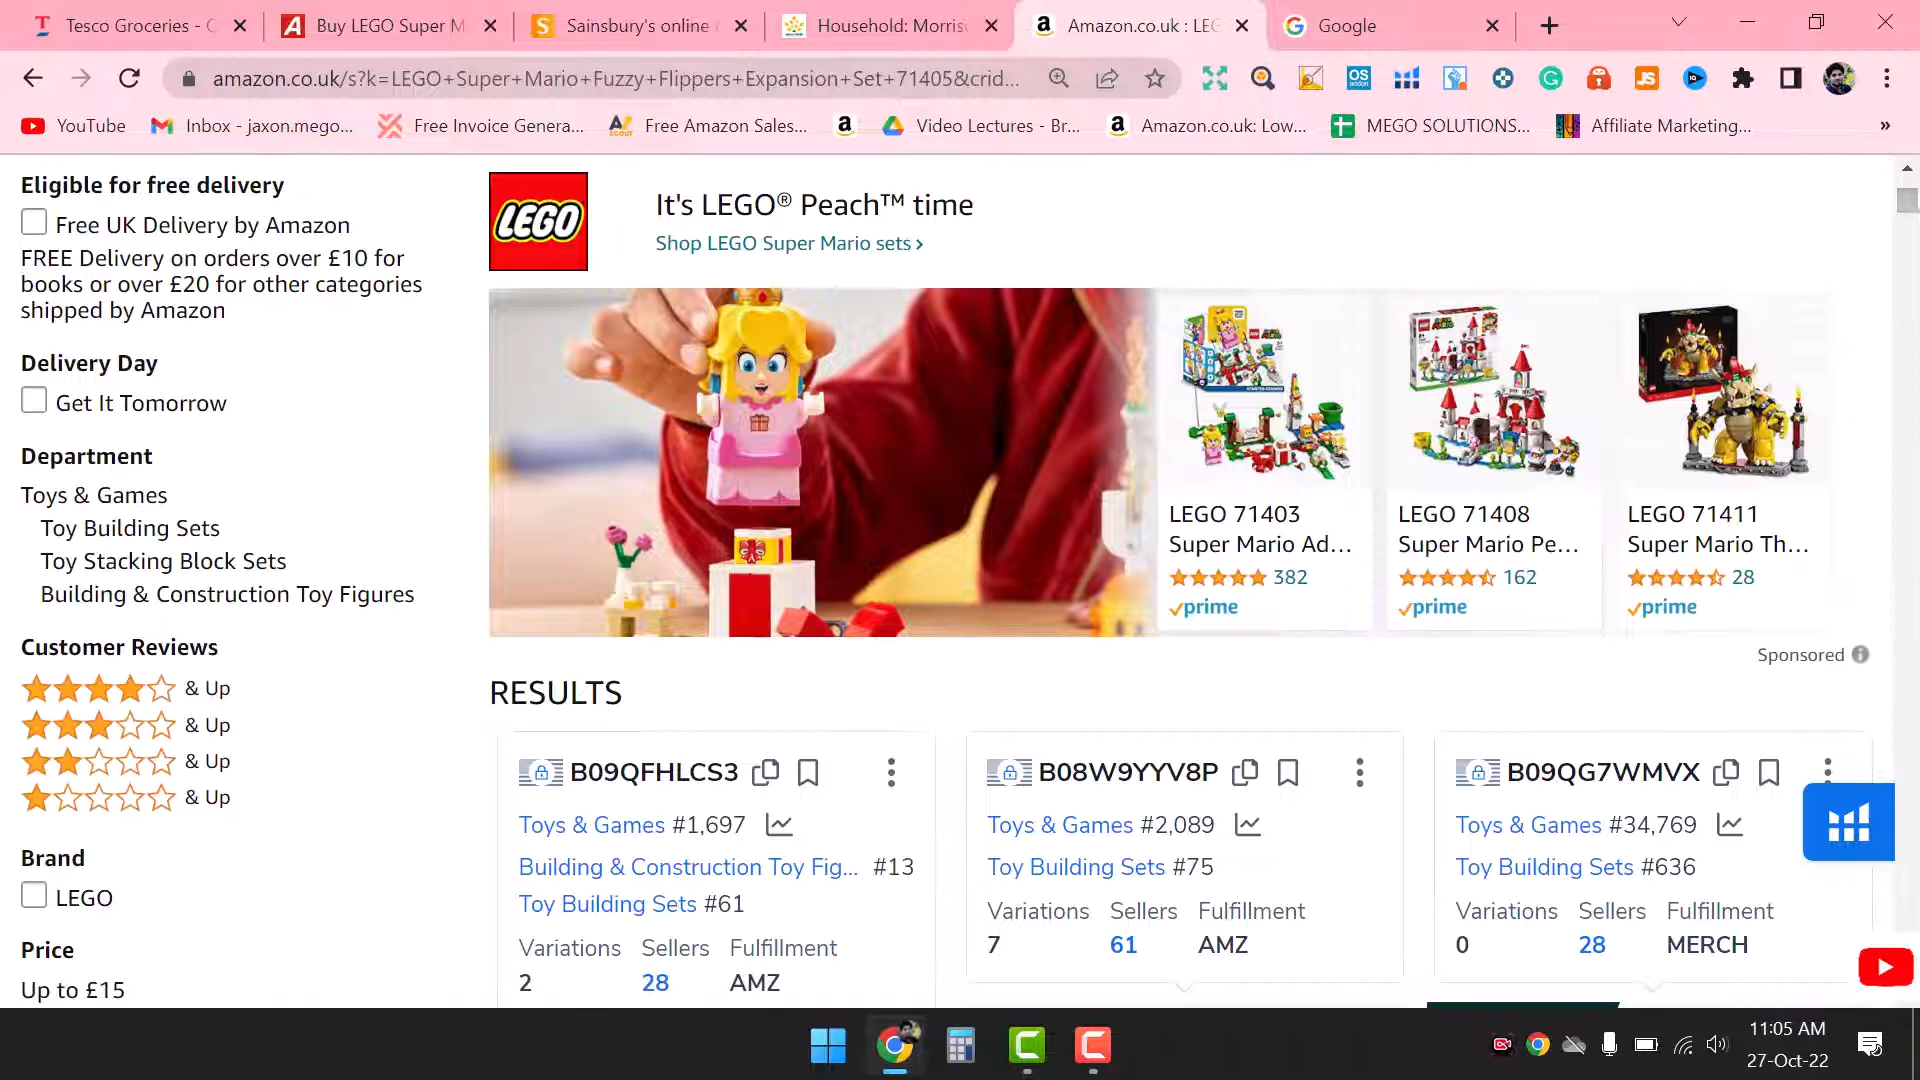 Tesco Groceries - 
Buy LEGO Super M
Sainsbury's online
Household: Morris
Amazon.co.uk : LEG
Google
amazon.co.uk/s?k=LEGO+Super+Mario+Fuzzy+Flippers+Expansion+Set+71405&crid...
YouTube
Inbox - jaxon.mego...
Free Invoice Genera...
Free Amazon Sales...
Video Lectures - Br...
Amazon.co.uk: Low...
MEGO SOLUTIONS...
Affiliate Marketing...
»
Eligible for free delivery
Free UK Delivery by Amazon
FREE Delivery on orders over £10 for
books or over £20 for other categories
shipped by Amazon
Delivery Day
Get It Tomorrow
Department
Toys & Games
Toy Building Sets
Toy Stacking Block Sets
Building & Construction Toy Figures
Customer Reviews
& Up
& Up
& Up
& Up
Brand
LEGO
Price
Up to £15
LEGO
It's LEGO® Peach™ time
Shop LEGO Super Mario sets ›
LEGO 71403
Super Mario Ad...
382
prime
LEGO 71408
Super Mario Pe...
162
prime
LEGO 71411
Super Mario Th...
28
prime
Sponsored
RESULTS
B09QFHLCS3
Toys & Games #1,697
Building & Construction Toy Fig... #13
Toy Building Sets #61
Variations Sellers Fulfillment
2 28 AMZ
B08W9YYV8P
Toys & Games #2,089
Toy Building Sets #75
Variations Sellers Fulfillment
7 61 AMZ
B09QG7WMVX
Toys & Games #34,769
Toy Building Sets #636
Variations Sellers Fulfillment
0 28 MERCH
11:05 AM
27-Oct-22